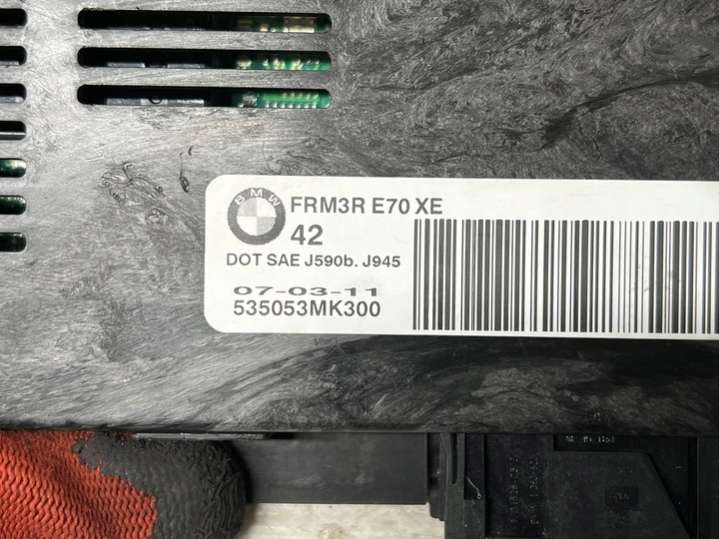 BMW
FRM3R E70 XE
42
DOT SAE J590b. J945
07-03-11
535053MK300